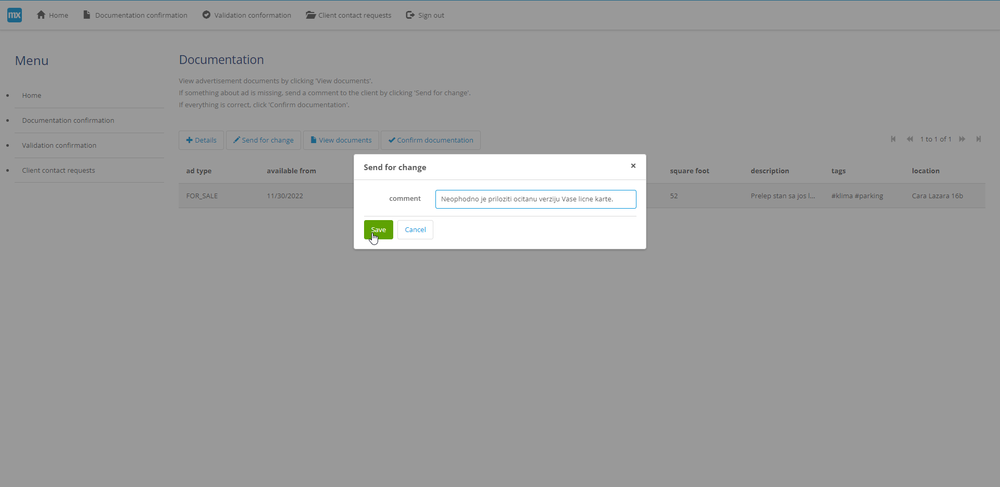 mx Home Documentation confirmation Validation conformation Client contact requests Sign out
Menu
Home
Documentation confirmation
Validation confirmation
Client contact requests
Documentation
View advertisement documents by clicking 'View documents'.
If something about ad is missing, send a comment to the client by clicking 'Send for change'.
If everything is correct, click 'Confirm documentation'.
Details Send for change View documents Confirm documentation 1 to 1 of 1
ad type available from square foot description tags location
FOR_SALE 11/30/2022 52 Prelep stan sa jos l... #klima #parking Cara Lazara 16b
Send for change ×
comment Neophodno je priloziti ocitanu verziju Vase licne karte.
Save Cancel